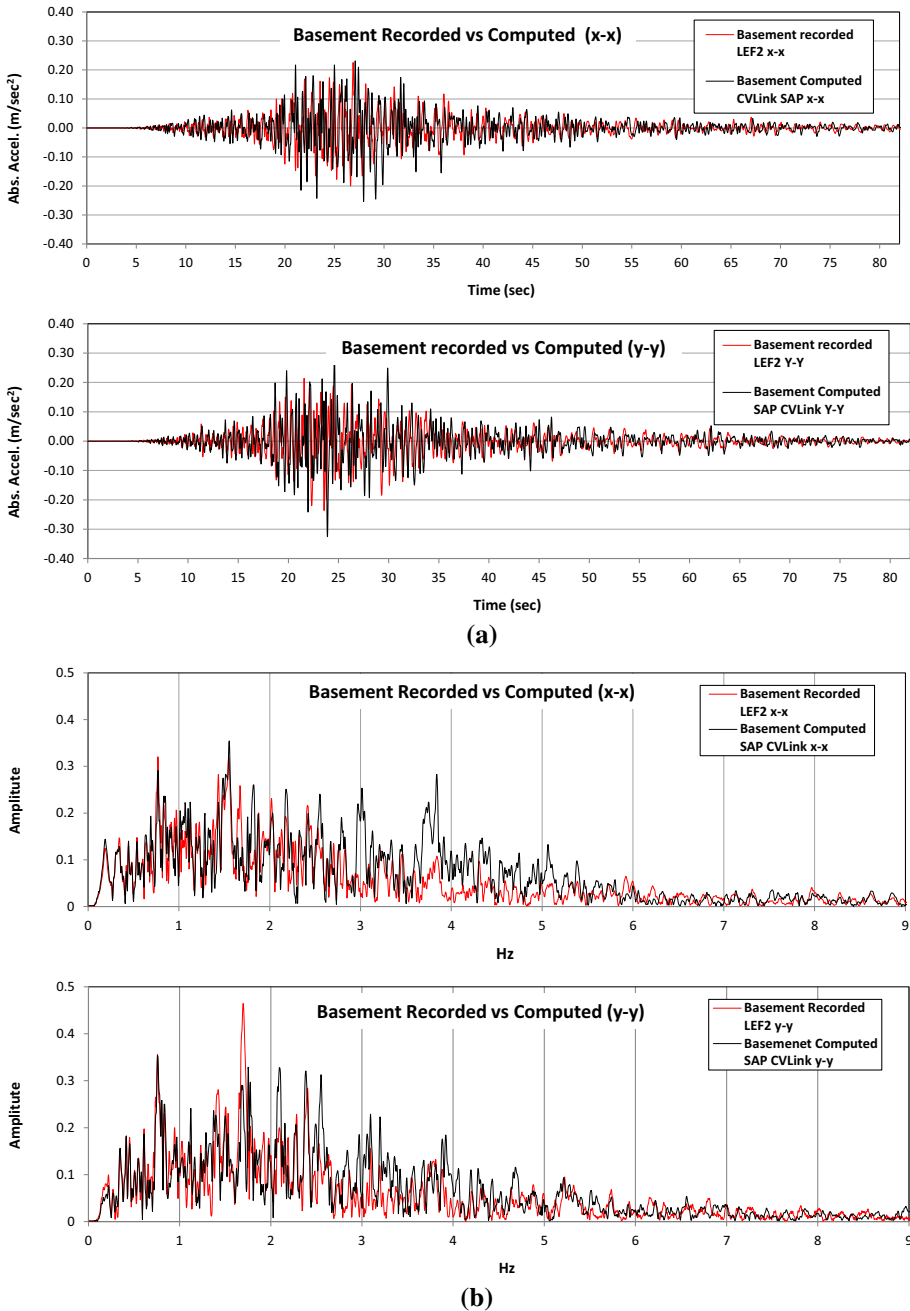 Basement Recorded vs Computed (x-x)
Basement recorded
LEF2 x-x
Basement Computed
CVLink SAP x-x
Abs. Accel. (m/sec²)
0.40
0.30
0.20
0.10
0.00
-0.10
-0.20
-0.30
-0.40
0 5 10 15 20 25 30 35 40 45 50 55 60 65 70 75 80
Time (sec)
Basement recorded vs Computed (y-y)
Basement recorded
LEF2 Y-Y
Basement Computed
SAP CVLink Y-Y
Abs. Accel. (m/sec²)
0.40
0.30
0.20
0.10
0.00
-0.10
-0.20
-0.30
-0.40
0 5 10 15 20 25 30 35 40 45 50 55 60 65 70 75 80
Time (sec)
(a)
Basement Recorded vs Computed (x-x)
Basement Recorded
LEF2 x-x
Basement Computed
SAP CVLink x-x
Amplitude
0.5
0.4
0.3
0.2
0.1
0
0 1 2 3 4 5 6 7 8 9
Hz
Basement Recorded vs Computed (y-y)
Basement Recorded
LEF2 y-y
Basemenet Computed
SAP CVLink y-y
Amplitude
0.5
0.4
0.3
0.2
0.1
0
0 1 2 3 4 5 6 7 8 9
Hz
(b)